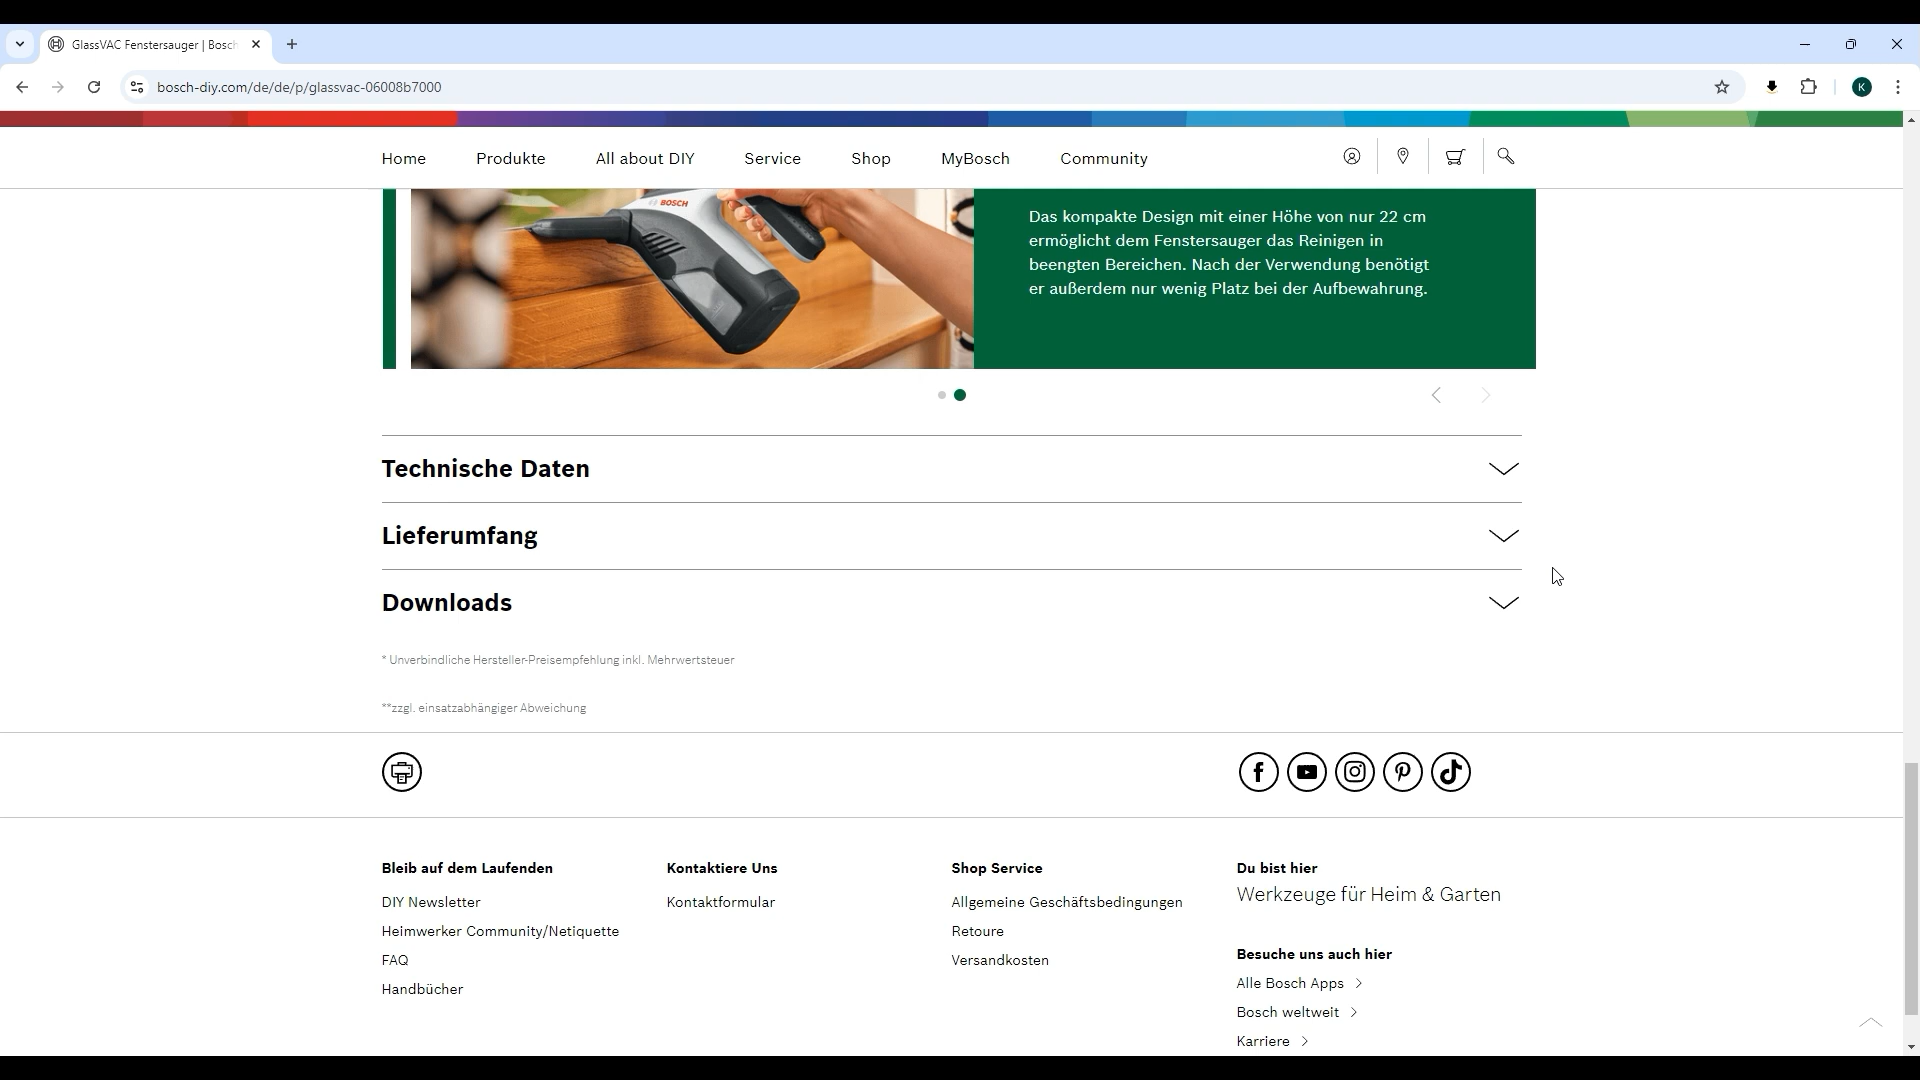 GlassVAC Fenstersauger | Bosch
bosch-diy.com/de/de/p/glassvac-06008b7000
K
Home Produkte All about DIY Service Shop MyBosch Community
BOSCH
Das kompakte Design mit einer Höhe von nur 22 cm
ermöglicht dem Fenstersauger das Reinigen in
beengten Bereichen. Nach der Verwendung benötigt
er außerdem nur wenig Platz bei der Aufbewahrung.
Technische Daten
Lieferumfang
Downloads
* Unverbindliche Hersteller-Preisempfehlung inkl. Mehrwertsteuer
**zzgl. einsatzabhängiger Abweichung
Bleib auf dem Laufenden
DIY Newsletter
Heimwerker Community/Netiquette
FAQ
Handbücher
Kontaktiere Uns
Kontaktformular
Shop Service
Allgemeine Geschäftsbedingungen
Retoure
Versandkosten
Du bist hier
Werkzeuge für Heim & Garten
Besuche uns auch hier
Alle Bosch Apps
Bosch weltweit
Karriere